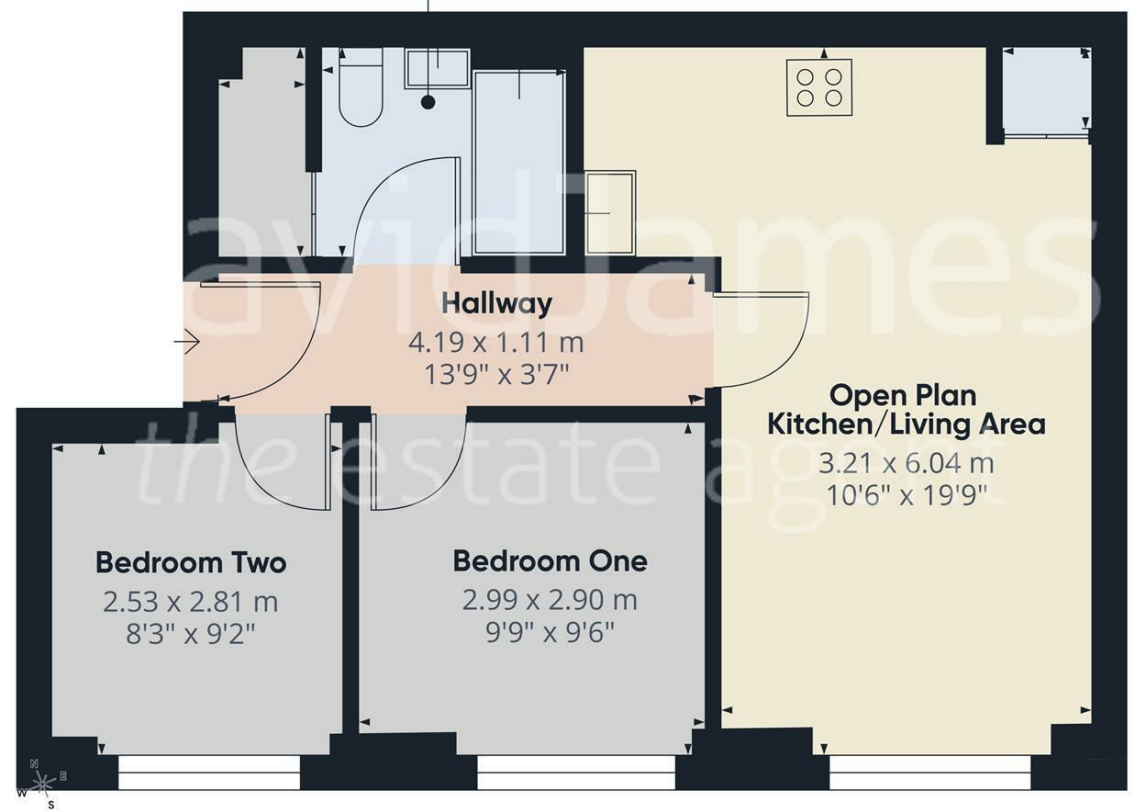 avidJames
Hallway
4.19 x 1.11 m
13'9" x 3'7"
Open Plan
Kitchen/Living Area
3.21 x 6.04 m
10'6" x 19'9"
the estate agent
Bedroom Two
2.53 x 2.81 m
8'3" x 9'2"
Bedroom One
2.99 x 2.90 m
9'9" x 9'6"
N
E
W
S